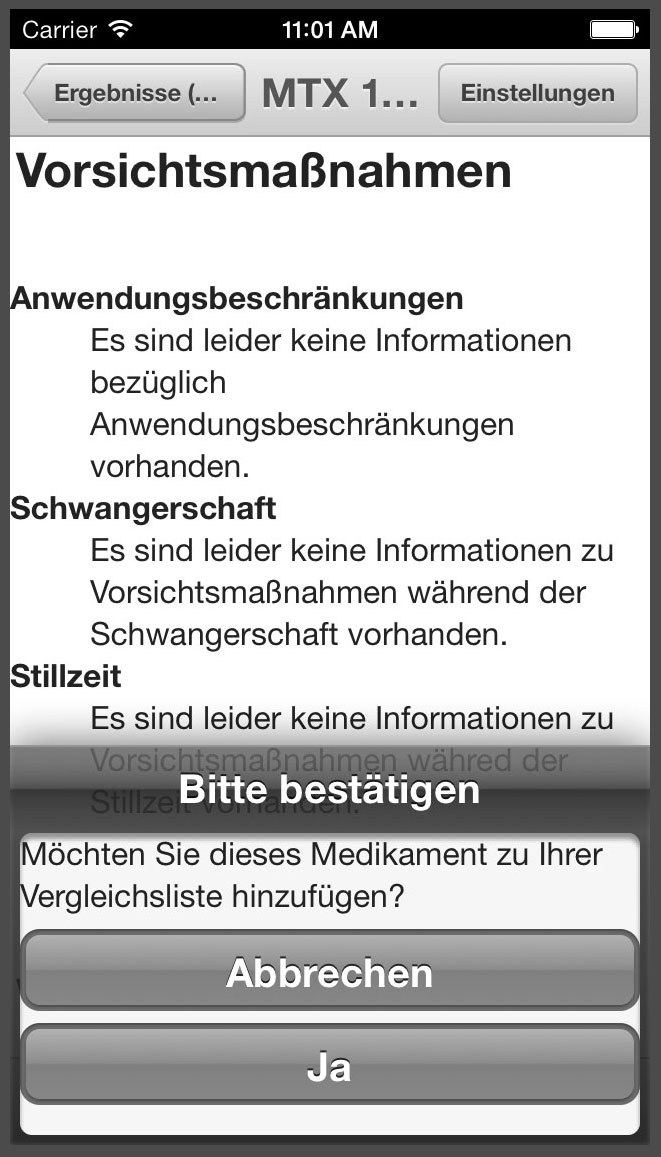 Carrier 11:01 AM
Ergebnisse (... MTX 1... Einstellungen
Vorsichtsmaßnahmen
Anwendungsbeschränkungen
Es sind leider keine Informationen
bezüglich
Anwendungsbeschränkungen
vorhanden.
Schwangerschaft
Es sind leider keine Informationen zu
Vorsichtsmaßnahmen während der
Schwangerschaft vorhanden.
Stillzeit
Es sind leider keine Informationen zu
Vorsichtsmaßnahmen währed der
Stillzeit vorhanden.
Bitte bestätigen
Möchten Sie dieses Medikament zu Ihrer
Vergleichsliste hinzufügen?
Abbrechen
Ja